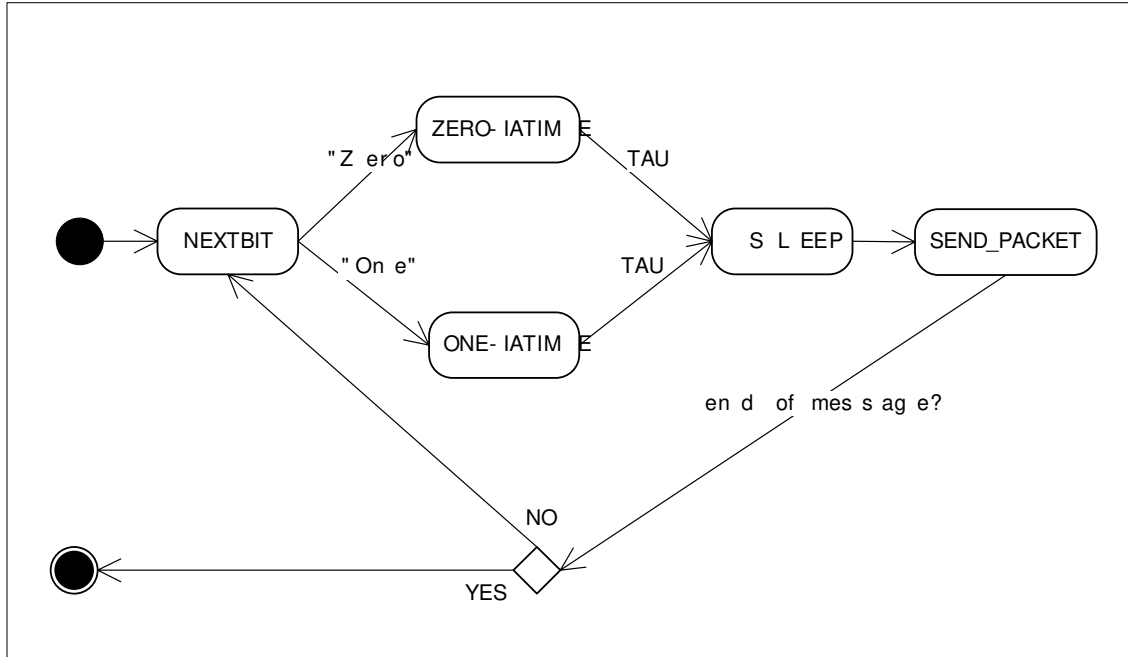 ZERO-IATIME
"Zero"
TAU
NEXTBIT
SLEEP
SEND_PACKET
"One"
TAU
ONE-IATIME
end of message?
NO
YES